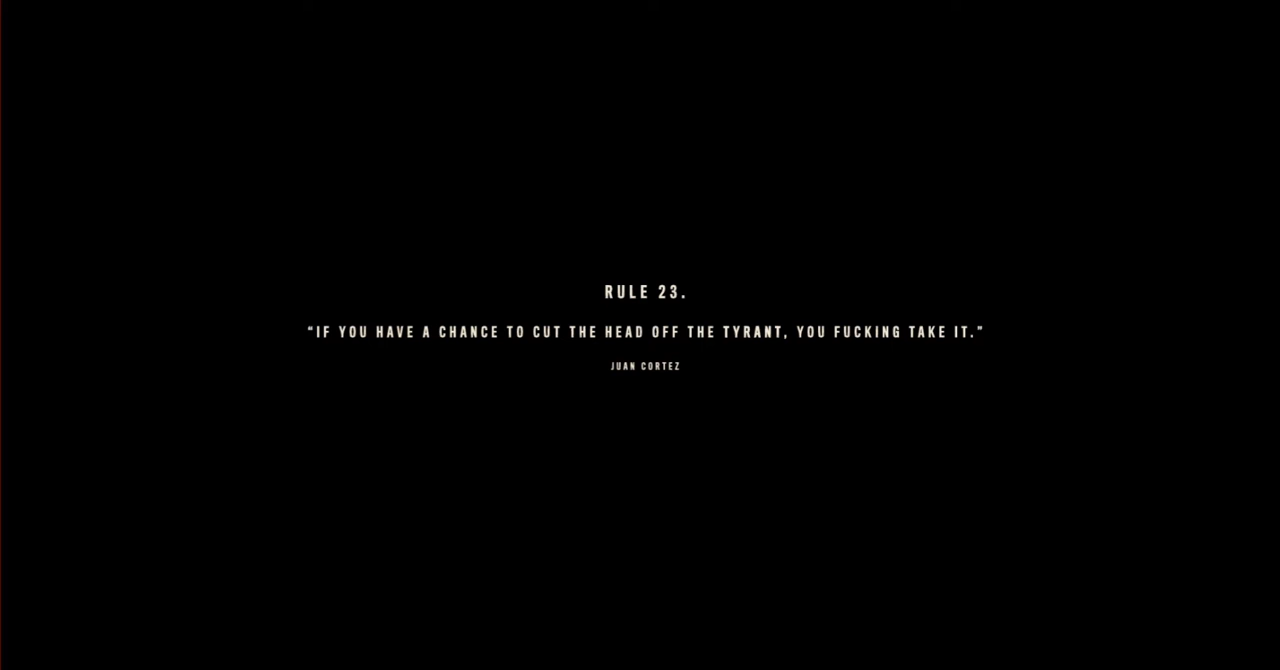 RULE 23.
“IF YOU HAVE A CHANCE TO CUT THE HEAD OFF THE TYRANT, YOU FUCKING TAKE IT.”
JUAN CORTEZ